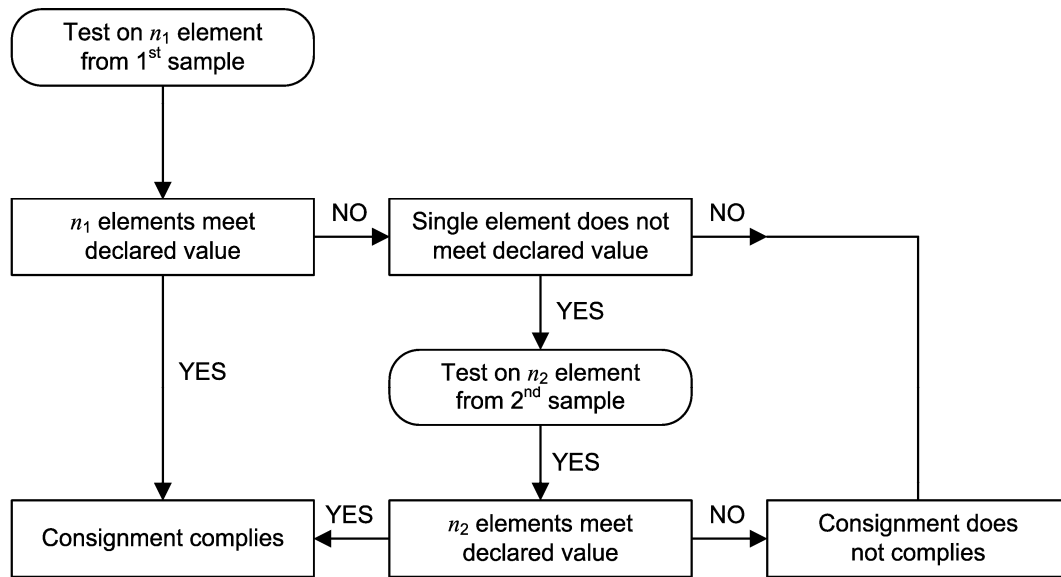 Test on n₁ element
from 1ˢᵗ sample
n₁ elements meet
declared value
NO
Single element does not
meet declared value
NO
YES
YES
Test on n₂ element
from 2ⁿᵈ sample
YES
Consignment complies
YES
n₂ elements meet
declared value
NO
Consignment does
not complies